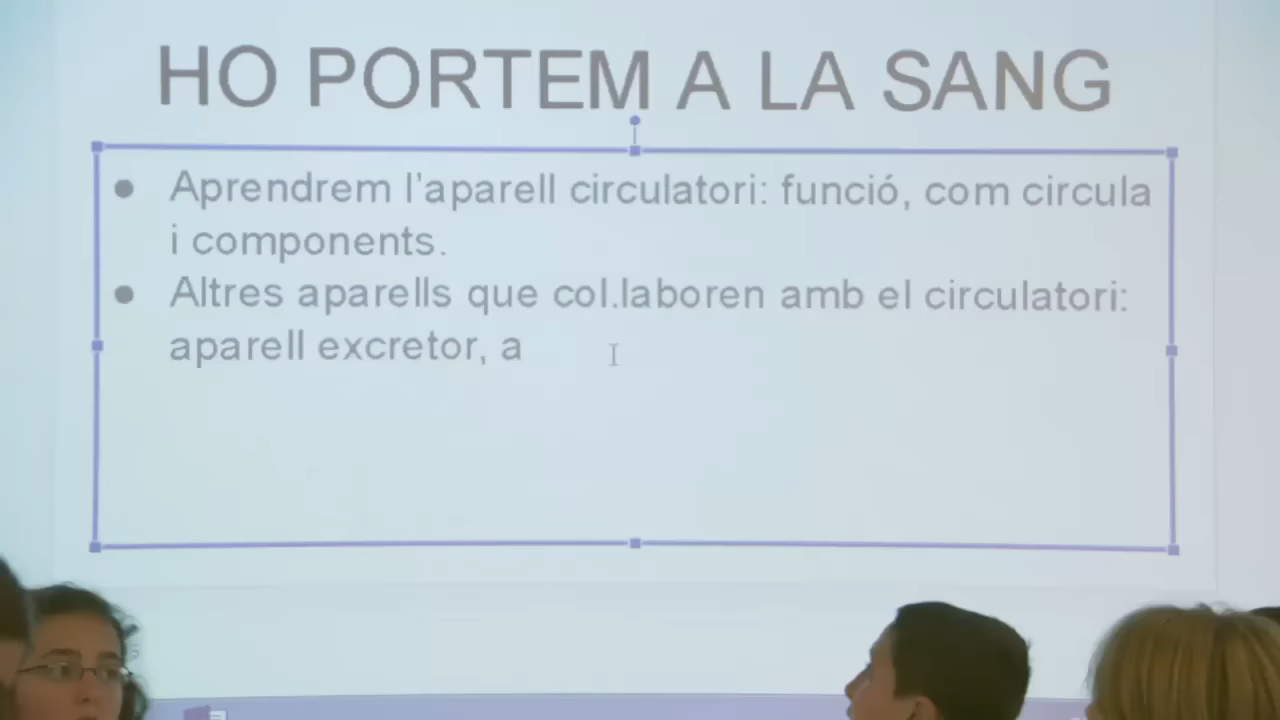 HO PORTEM A LA SANG
● Aprendrem l'aparell circulatori: funció, com circula
i components.
● Altres aparells que col.laboren amb el circulatori:
aparell excretor, a